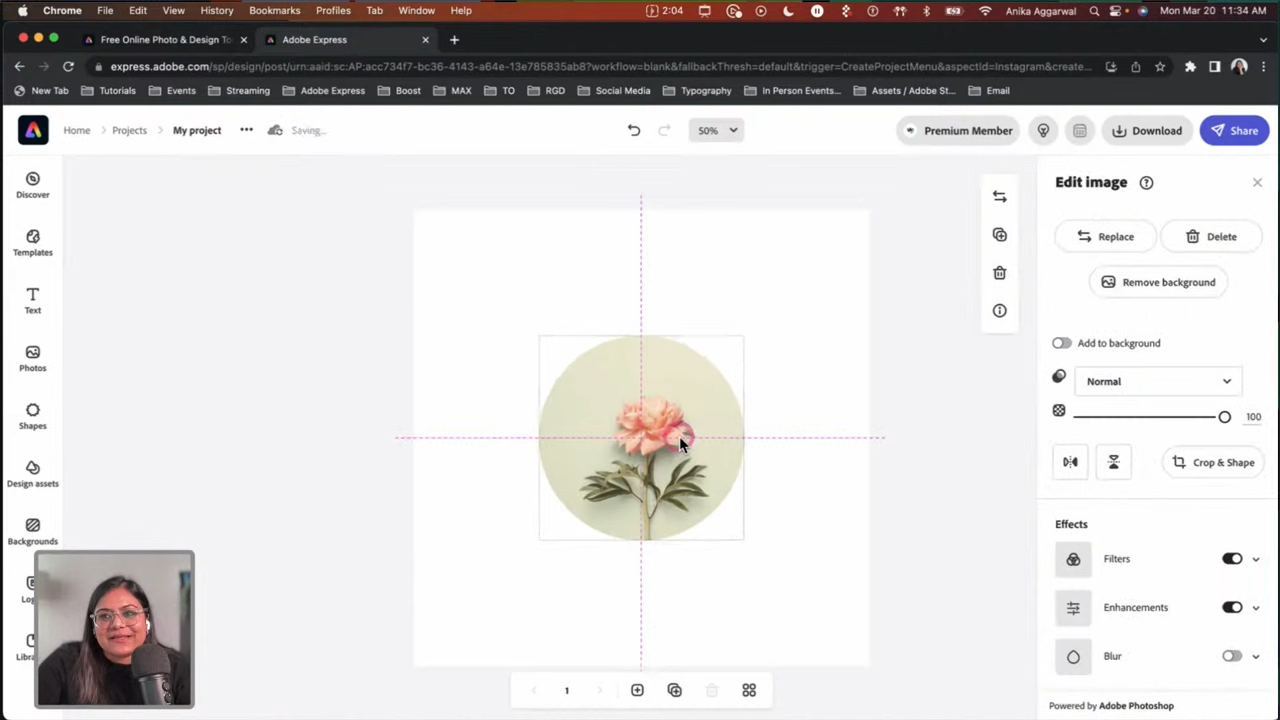 Chrome File Edit View History Bookmarks Profiles Tab Window Help 2:04 Anika Aggarwal Mon Mar 20 11:34 AM
Free Online Photo & Design To Adobe Express
express.adobe.com/sp/design/post/urn:aaid:sc:AP:acc734f7-bc36-4143-a64e-13e785835ab8?workflow=blank&fallbackThresh=default&trigger=CreateProjectMenu&aspectId=Instagram&create...
New Tab Tutorials Events Streaming Adobe Express Boost MAX TO RGD Social Media Typography In Person Events... Assets / Adobe St... Email
Home Projects My project ••• Saving... 50% Premium Member Download Share
Discover
Templates
Text
Photos
Shapes
Design assets
Backgrounds
Lo
Libra
1
Edit image
Replace Delete
Remove background
Add to background
Normal
100
Crop & Shape
Effects
Filters
Enhancements
Blur
Powered by Adobe Photoshop